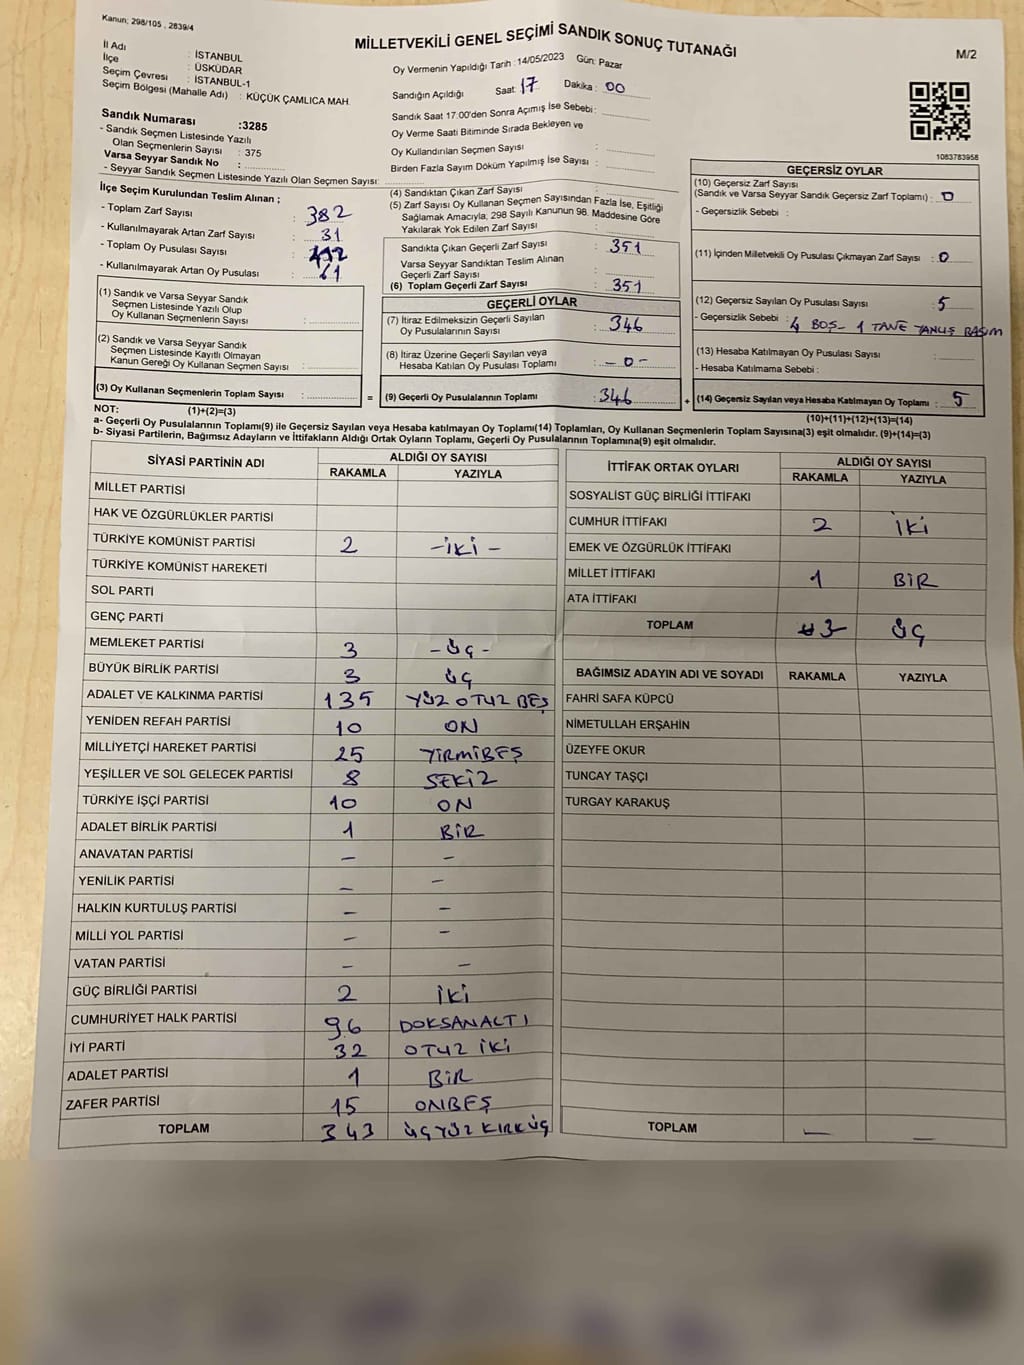 Kanun; 298/105 , 2839/4
MİLLETVEKİLİ GENEL SEÇİMİ SANDIK SONUÇ TUTANAĞI
M/2
İl Adı : İSTANBUL
İlçe : ÜSKÜDAR
Seçim Çevresi : İSTANBUL-1
Seçim Bölgesi (Mahalle Adı) : KÜÇÜK ÇAMLICA MAH.
Oy Vermenin Yapıldığı Tarih : 14/05/2023 Gün: Pazar
Sandığın Açıldığı Saat: 17 Dakika : 00
Sandık Saat 17:00'den Sonra Açımış İse Sebebi :
Oy Verme Saati Bitiminde Sırada Bekleyen ve
Oy Kullandırılan Seçmen Sayısı :
Birden Fazla Sayım Döküm Yapılmış İse Sayısı :
1083783958
Sandık Numarası :3285
- Sandık Seçmen Listesinde Yazılı
Olan Seçmenlerin Sayısı : 375
Varsa Seyyar Sandık No :
- Seyyar Sandık Seçmen Listesinde Yazılı Olan Seçmen Sayısı:
İlçe Seçim Kurulundan Teslim Alınan ;
- Toplam Zarf Sayısı : 382
- Kullanılmayarak Artan Zarf Sayısı : 31
- Toplam Oy Pusulası Sayısı : 412
- Kullanılmayarak Artan Oy Pusulası : 61
(1) Sandık ve Varsa Seyyar Sandık
Seçmen Listesinde Yazılı Olup
Oy Kullanan Seçmenlerin Sayısı :
(2) Sandık ve Varsa Seyyar Sandık
Seçmen Listesinde Kayıtlı Olmayan
Kanun Gereği Oy Kullanan Seçmen Sayısı :
(3) Oy Kullanan Seçmenlerin Toplam Sayısı : =
(1)+(2)=(3)
(4) Sandıktan Çıkan Zarf Sayısı :
(5) Zarf Sayısı Oy Kullanan Seçmen Sayısından Fazla İse, Eşitliği
Sağlamak Amacıyla; 298 Sayılı Kanunun 98. Maddesine Göre
Yakılarak Yok Edilen Zarf Sayısı :
Sandıkta Çıkan Geçerli Zarf Sayısı : 351
Varsa Seyyar Sandıktan Teslim Alınan
Geçerli Zarf Sayısı :
(6) Toplam Geçerli Zarf Sayısı : 351
GEÇERLİ OYLAR
(7) İtiraz Edilmeksizin Geçerli Sayılan
Oy Pusulalarının Sayısı : 346
(8) İtiraz Üzerine Geçerli Sayılan veya
Hesaba Katılan Oy Pusulası Toplamı : - 0 -
(9) Geçerli Oy Pusulalarının Toplamı : 346 +
GEÇERSİZ OYLAR
(10) Geçersiz Zarf Sayısı
(Sandık ve Varsa Seyyar Sandık Geçersiz Zarf Toplamı) : 0
- Geçersizlik Sebebi :
(11) İçinden Milletvekili Oy Pusulası Çıkmayan Zarf Sayısı : 0
(12) Geçersiz Sayılan Oy Pusulası Sayısı : 5
- Geçersizlik Sebebi : 4 BOŞ - 1 TANE YANLIŞ BASIM
(13) Hesaba Katılmayan Oy Pusulası Sayısı :
- Hesaba Katılmama Sebebi :
(14) Geçersiz Sayılan veya Hesaba Katılmayan Oy Toplamı : 5
(10)+(11)+(12)+(13)=(14)
NOT:
a- Geçerli Oy Pusulalarının Toplamı(9) ile Geçersiz Sayılan veya Hesaba katılmayan Oy Toplamı(14) Toplamları, Oy Kullanan Seçmenlerin Toplam Sayısına(3) eşit olmalıdır. (9)+(14)=(3)
b- Siyasi Partilerin, Bağımsız Adayların ve İttifakların Aldığı Ortak Oyların Toplamı, Geçerli Oy Pusulalarının Toplamına(9) eşit olmalıdır.
SİYASİ PARTİNİN ADI ALDIĞI OY SAYISI
RAKAMLA YAZIYLA
MİLLET PARTİSİ
HAK VE ÖZGÜRLÜKLER PARTİSİ
TÜRKİYE KOMÜNİST PARTİSİ 2 -İKİ-
TÜRKİYE KOMÜNİST HAREKETİ
SOL PARTİ
GENÇ PARTİ
MEMLEKET PARTİSİ 3 -ÜÇ-
BÜYÜK BİRLİK PARTİSİ 3 ÜÇ
ADALET VE KALKINMA PARTİSİ 135 YÜZ OTUZ BEŞ
YENİDEN REFAH PARTİSİ 10 ON
MİLLİYETÇİ HAREKET PARTİSİ 25 YİRMİBEŞ
YEŞİLLER VE SOL GELECEK PARTİSİ 8 SEKİZ
TÜRKİYE İŞÇİ PARTİSİ 10 ON
ADALET BİRLİK PARTİSİ 1 BİR
ANAVATAN PARTİSİ - -
YENİLİK PARTİSİ - -
HALKIN KURTULUŞ PARTİSİ - -
MİLLİ YOL PARTİSİ - -
VATAN PARTİSİ - -
GÜÇ BİRLİĞİ PARTİSİ 2 İKİ
CUMHURİYET HALK PARTİSİ 96 DOKSANALTI
İYİ PARTİ 32 OTUZ İKİ
ADALET PARTİSİ 1 BİR
ZAFER PARTİSİ 15 ONBEŞ
TOPLAM 343 ÜÇYÜZ KIRK ÜÇ
İTTİFAK ORTAK OYLARI ALDIĞI OY SAYISI
RAKAMLA YAZIYLA
SOSYALİST GÜÇ BİRLİĞİ İTTİFAKI
CUMHUR İTTİFAKI 2 İKİ
EMEK VE ÖZGÜRLÜK İTTİFAKI
MİLLET İTTİFAKI 1 BİR
ATA İTTİFAKI
TOPLAM 3 ÜÇ
BAĞIMSIZ ADAYIN ADI VE SOYADI RAKAMLA YAZIYLA
FAHRİ SAFA KÜPCÜ
NİMETULLAH ERŞAHİN
ÜZEYFE OKUR
TUNCAY TAŞÇI
TURGAY KARAKUŞ
TOPLAM - -